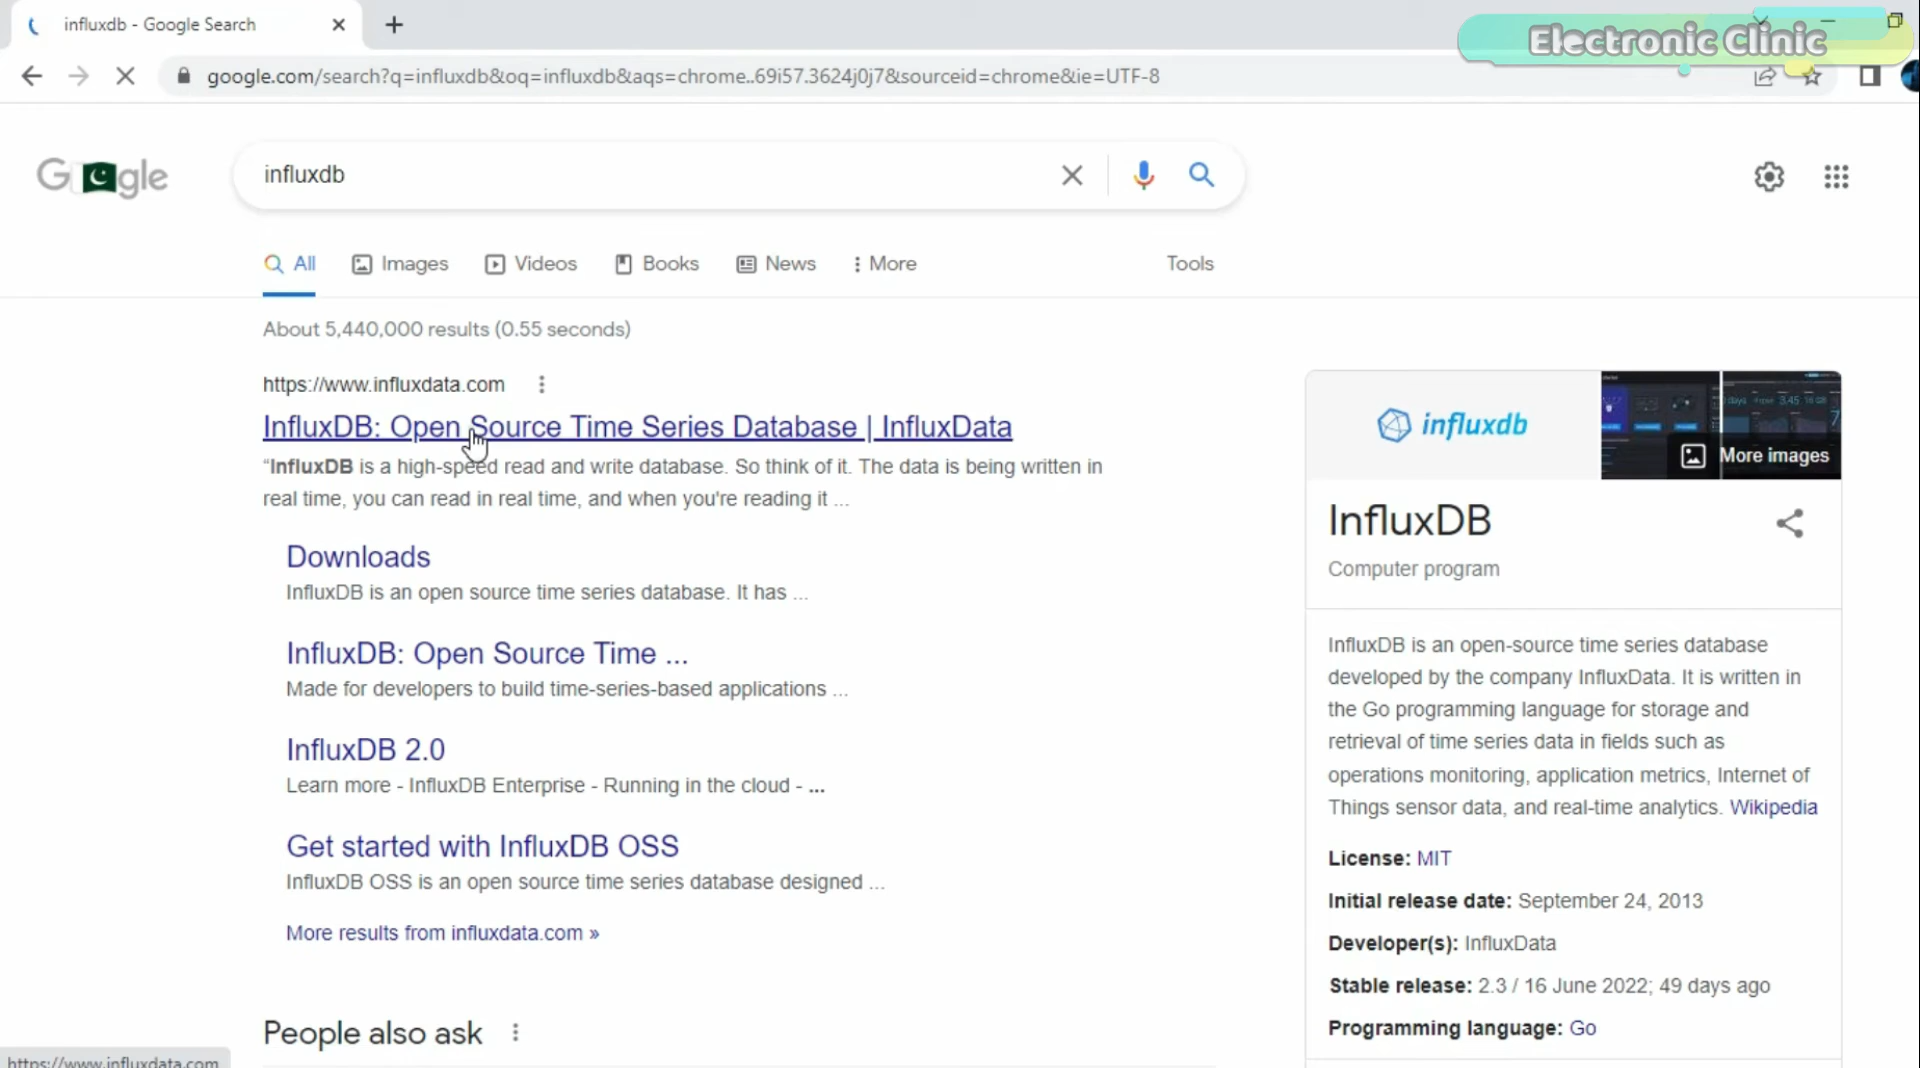 influxdb - Google Search
Electronic Clinic
google.com/search?q=influxdb&oq=influxdb&aqs=chrome..69i57.3624j0j7&sourceid=chrome&ie=UTF-8
Google
influxdb
All
Images
Videos
Books
News
More
Tools
About 5,440,000 results (0.55 seconds)
https://www.influxdata.com
InfluxDB: Open Source Time Series Database | InfluxData
“InfluxDB is a high-speed read and write database. So think of it. The data is being written in
real time, you can read in real time, and when you're reading it ...
Downloads
InfluxDB is an open source time series database. It has ...
InfluxDB: Open Source Time ...
Made for developers to build time-series-based applications ...
InfluxDB 2.0
Learn more - InfluxDB Enterprise - Running in the cloud - ...
Get started with InfluxDB OSS
InfluxDB OSS is an open source time series database designed ...
More results from influxdata.com »
People also ask
https://www.influxdata.com
influxdb
More images
InfluxDB
Computer program
InfluxDB is an open-source time series database
developed by the company InfluxData. It is written in
the Go programming language for storage and
retrieval of time series data in fields such as
operations monitoring, application metrics, Internet of
Things sensor data, and real-time analytics. Wikipedia
License: MIT
Initial release date: September 24, 2013
Developer(s): InfluxData
Stable release: 2.3 / 16 June 2022; 49 days ago
Programming language: Go